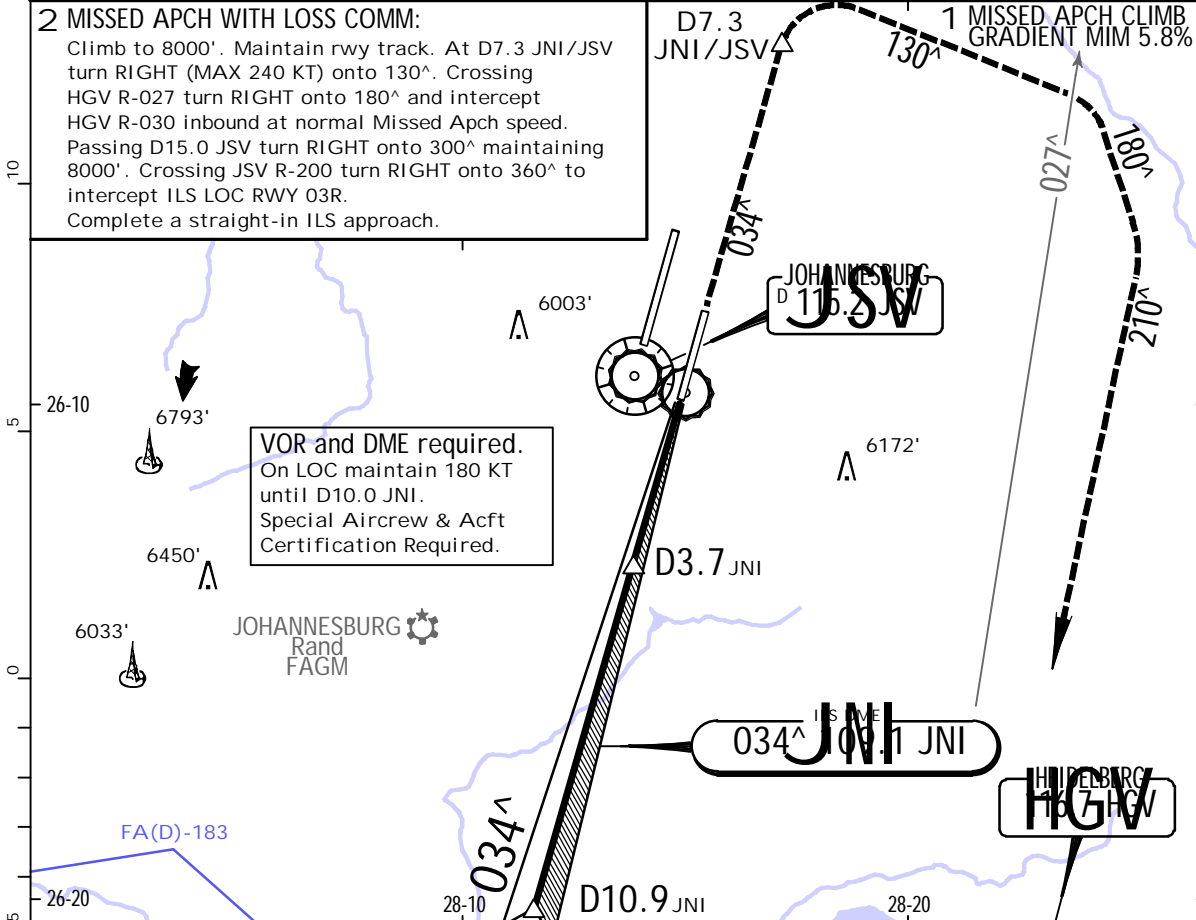 2 MISSED APCH WITH LOSS COMM:
Climb to 8000'. Maintain rwy track. At D7.3 JNI/JSV
turn RIGHT (MAX 240 KT) onto 130^. Crossing
HGV R-027 turn RIGHT onto 180^ and intercept
HGV R-030 inbound at normal Missed Apch speed.
Passing D15.0 JSV turn RIGHT onto 300^ maintaining
8000'. Crossing JSV R-200 turn RIGHT onto 360^ to
intercept ILS LOC RWY 03R.
Complete a straight-in ILS approach.
D7.3
JNI/JSV
1 MISSED APCH CLIMB
GRADIENT MIM 5.8%
130^
180^
027^
034^
210^
10
JOHANNESBURG
D 115.2 JSV
JSV
6003'
26-10
5
6793'
VOR and DME required.
On LOC maintain 180 KT
until D10.0 JNI.
Special Aircrew & Acft
Certification Required.
6172'
6450'
D3.7 JNI
6033'
JOHANNESBURG
Rand
FAGM
0
ILS DME
034^ 109.1 JNI
JNI
HEIDELBERG
116.7 HGV
HGV
FA(D)-183
034^
26-20
28-10
D10.9 JNI
28-20
5